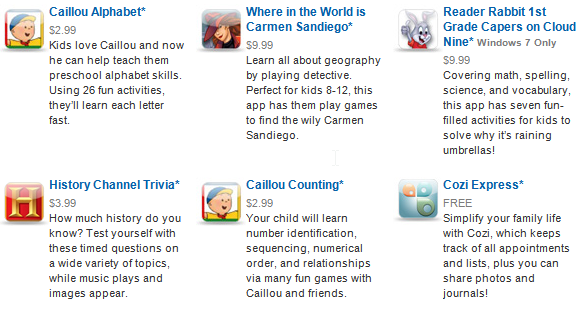 Caillou Alphabet*
$2.99
Kids love Caillou and now
he can help teach them
preschool alphabet skills.
Using 26 fun activities,
they'll learn each letter
fast.
Where in the World is
Carmen Sandiego*
$9.99
Learn all about geography
by playing detective.
Perfect for kids 8-12, this
app has them play games
to find the wily Carmen
Sandiego.
Reader Rabbit 1st
Grade Capers on Cloud
Nine* Windows 7 Only
$9.99
Covering math, spelling,
science, and vocabulary,
this app has seven fun-
filled activities for kids to
solve why it's raining
umbrellas!
H
History Channel Trivia*
$3.99
How much history do you
know? Test yourself with
these timed questions on
a wide variety of topics,
while music plays and
images appear.
Caillou Counting*
$2.99
Your child will learn
number identification,
sequencing, numerical
order, and relationships
via many fun games with
Caillou and friends.
Cozi Express*
FREE
Simplify your family life
with Cozi, which keeps
track of all appointments
and lists, plus you can
share photos and
journals!